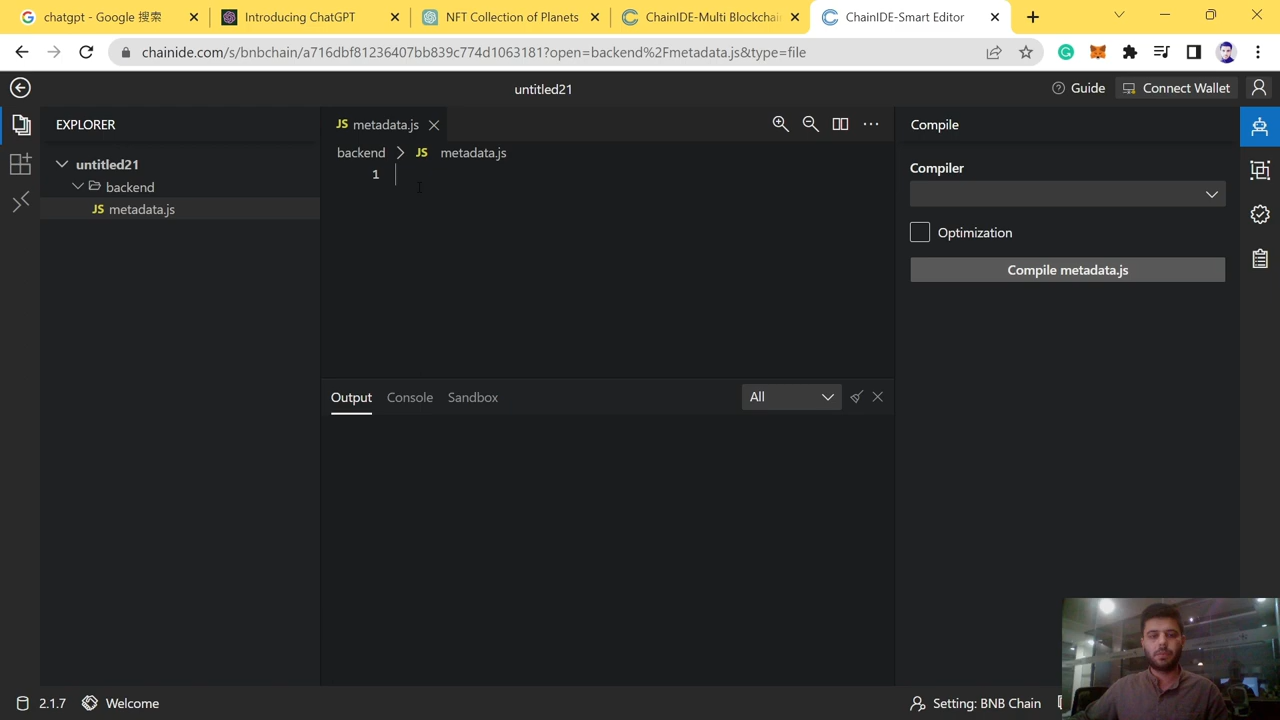 chatgpt - Google 搜索
Introducing ChatGPT
NFT Collection of Planets
ChainIDE-Multi Blockchain
ChainIDE-Smart Editor
chainide.com/s/bnbchain/a716dbf81236407bb839c774d1063181?open=backend%2Fmetadata.js&type=file
untitled21
Guide
Connect Wallet
EXPLORER
JS metadata.js
Compile
backend > JS metadata.js
untitled21
1
Compiler
backend
JS metadata.js
Optimization
Compile metadata.js
Output
Console
Sandbox
All
2.1.7
Welcome
Setting: BNB Chain